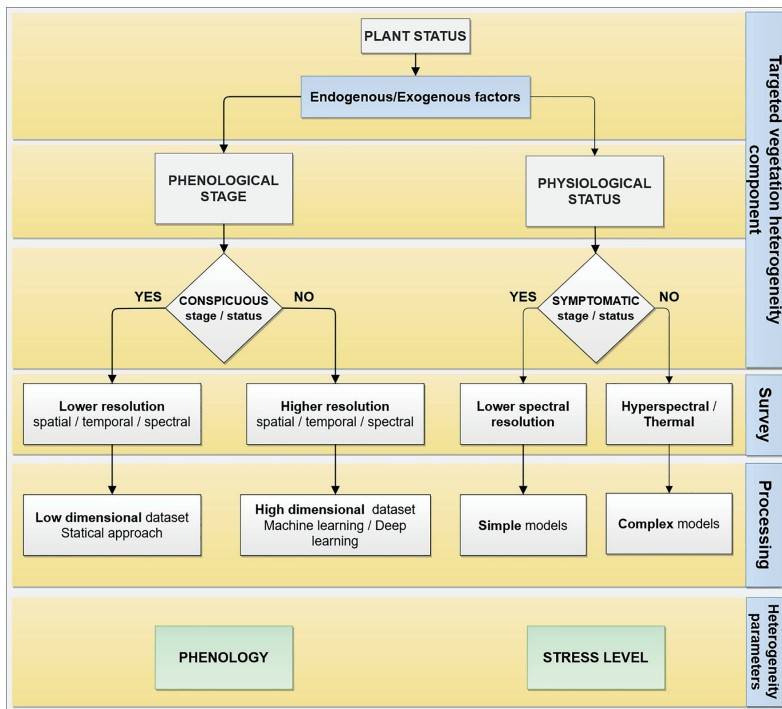 PLANT STATUS
Endogenous/Exogenous factors
PHENOLOGICAL
STAGE
PHYSIOLOGICAL
STATUS
Targeted vegetation heterogeneity
component
YES
CONSPICUOUS
stage / status
NO
YES
SYMPTOMATIC
stage / status
NO
Lower resolution
spatial / temporal / spectral
Higher resolution
spatial / temporal / spectral
Lower spectral
resolution
Hyperspectral /
Thermal
Survey
Low dimensional dataset
Statical approach
High dimensional dataset
Machine learning / Deep
learning
Simple models
Complex models
Processing
PHENOLOGY
STRESS LEVEL
Heterogeneity
parameters